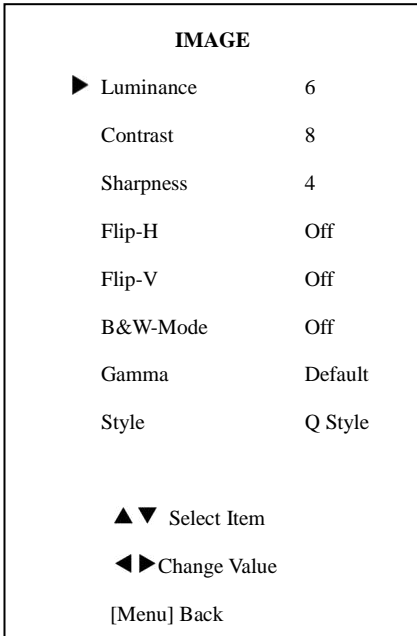 IMAGE
▶ Luminance 6
Contrast 8
Sharpness 4
Flip-H Off
Flip-V Off
B&W-Mode Off
Gamma Default
Style Q Style
▲▼ Select Item
◀▶Change Value
[Menu] Back